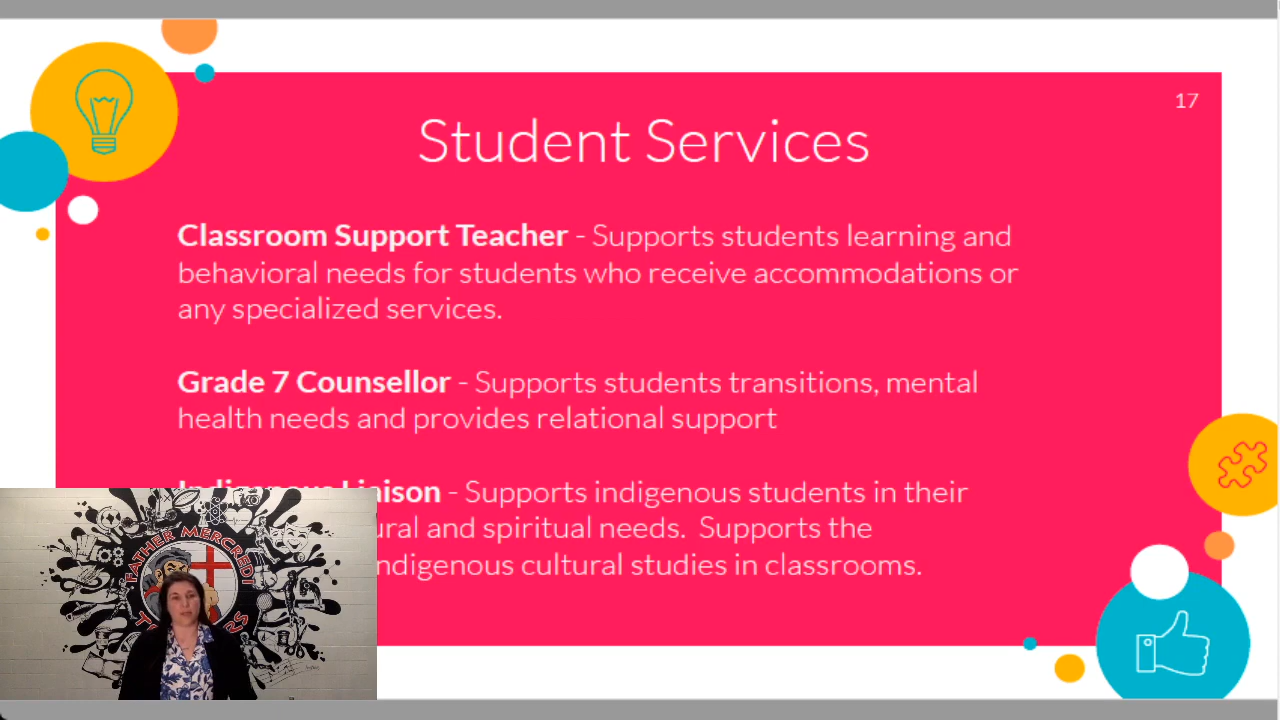 17
Student Services
Classroom Support Teacher - Supports students learning and
behavioral needs for students who receive accommodations or
any specialized services.
Grade 7 Counsellor - Supports students transitions, mental
health needs and provides relational support
Indigenous Liaison - Supports indigenous students in their
and spiritual needs. Supports the
ndigenous cultural studies in classrooms.
FATHER MERCREDI